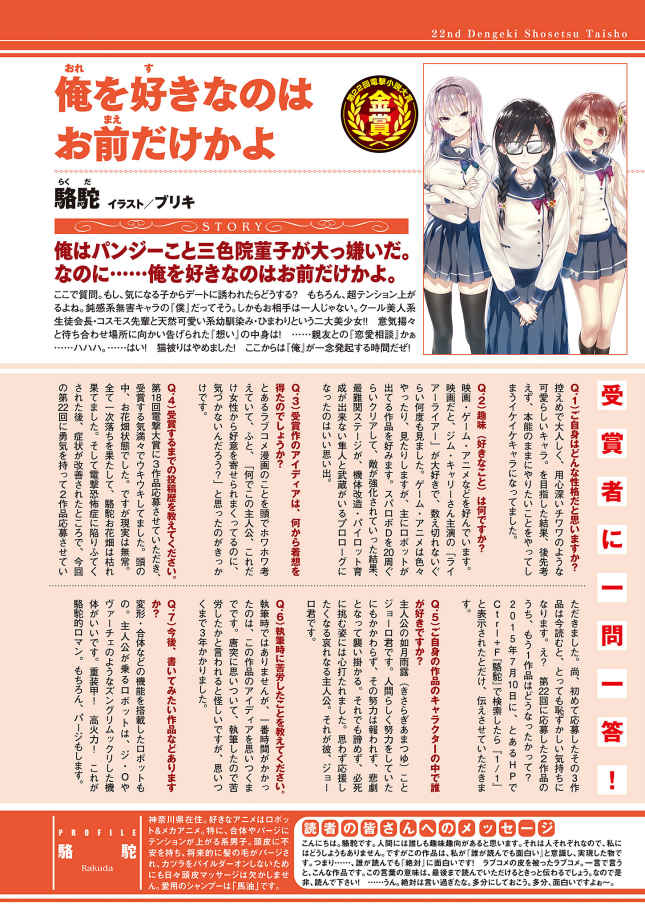 22nd Dengeki Shosetsu Taisho
おれ す
俺を好きなのは
まえ
お前だけかよ
第22回電撃小説大賞
金賞
らく だ
駱駝 イラスト／ブリキ
STORY
俺はパンジーこと三色院菫子が大っ嫌いだ。
なのに……俺を好きなのはお前だけかよ。
ここで質問。もし、気になる子からデートに誘われたらどうする？ もちろん、超テンション上が
るよね。鈍感系無害キャラの『僕』だってそう。しかもお相手は一人じゃない。クール美人系
生徒会長・コスモス先輩と天然可愛い系幼馴染み・ひまわりという二大美少女!! 意気揚々
と待ち合わせ場所に向かい告げられた『想い』の中身は！ ……親友との『恋愛相談』かぁ
……ハハハ。……はい！ 猫被りはやめました！ ここからは『俺』が一念発起する時間だぜ！
受賞者に一問一答！
Q.1）ご自身はどんな性格だと思いますか？
控えめで大人しく、用心深いチワワのような
可愛らしいキャラ。を目指した結果、後先考
えず、本能のままにやりたいことをやってし
まうイケイケキャラになってました。
Q.2）趣味（好きなこと）は何ですか？
映画・ゲーム・アニメなどを好んでいます。
映画だと、ジム・キャリーさん主演の『ライ
アーライアー』が大好きで、数え切れないぐ
らい何度も見ました。ゲーム・アニメは色々
やったり、見たりしますが、主にロボットが
出てる作品を好みます。スパロボDを20周ぐ
らいクリアして、敵が強化されていった結果、
最難関ステージが、機体改造・パイロット育
成が出来ない隼人と武蔵がいるプロローグに
なったのはいい思い出。
Q.3）受賞作のアイディアは、何から着想を
得たのでしょうか？
とあるラブコメ漫画のことを頭でホワホワ考
えていて、ふと、「何でこの主人公、これだ
け女性から好意を寄せられまくってるのに、
気づかないんだろう？」と思ったのがきっか
けです。
Q.4）受賞するまでの投稿歴を教えてください。
第18回電撃大賞に3作品応募させていただき、
受賞する気満々でウキウキしてました。頭の
中、お花畑状態でした。ですが現実は無常。
全て一次落ちを果たして、駱駝お花畑は枯れ
果てました。そして電撃恐怖症に陥りふてく
された後、症状が改善されたところで、今回
の第22回に勇気を持って2作品応募させてい
ただきました。尚、初めて応募したその3作
品は今読むと、とっても恥ずかしい気持ちに
なります。え？ 第22回に応募した2作品の
うち、もう1作品はどうなったかって？
2015年7月10日に、とあるHPで
Ctrl+F『駱駝』で検索したら『1/1』
と表示されたとだけ、伝えさせていただきま
す。
Q.5）ご自身の作品のキャラクターの中で誰
が好きですか？
主人公の如月雨露（きさらぎあまつゆ）こと
ジョーロ君です。人間らしく努力をしていた
にもかかわらず、その努力は報われず、悲劇
となって襲い掛かる。それでも諦めず、必死
に挑む姿には心打たれました。思わず応援し
たくなる哀れなる主人公。それが彼、ジョー
ロ君です。
Q.6）執筆時に苦労したことを教えてください。
執筆時ではありませんが、一番時間がかかっ
たのは、この作品のアイディアを思いつくま
でです。唐突に思いついて、執筆したので苦
労したかと言われると怪しいですが、思いつ
くまで3年かかりました。
Q.7）今後、書いてみたい作品などあります
か？
変形・合体などの機能を搭載したロボットも
の。主人公が乗るロボットは、ジ・Oや
ヴァーチェのようなズングリムックリした機
体がいいです。重装甲！ 高火力！ これが
駱駝的ロマン。もちろん、パージもします。
PROFILE
駱駝
Rakuda
神奈川県在住。好きなアニメはロボッ
ト&メカアニメ。特に、合体やパージに
テンションが上がる系男子。頭皮に不
安を持ち、将来的に髪の毛がパージさ
れ、カツラをパイルダーオンしないため
にも日々頭皮マッサージは欠かしませ
ん。愛用のシャンプーは「馬油」です。
読者の皆さんへのメッセージ
こんにちは。駱駝です。人間には誰しも趣味趣向があると思います。それは人それぞれなので、私に
はどうしようもありません。ですがこの作品は、私が『誰が読んでも面白い』と意識し、実現した物で
す。つまり……、誰が読んでも『絶対』に面白いです！ ラブコメの皮を被ったラブコメ。一言で言う
と、こんな作品です。この言葉の意味は、最後まで読んでいただけるときっと伝わるでしょう。なので是
非、読んで下さい！ ……うん。絶対は言い過ぎたな。多分にしておこう。多分、面白いですよぉ～。